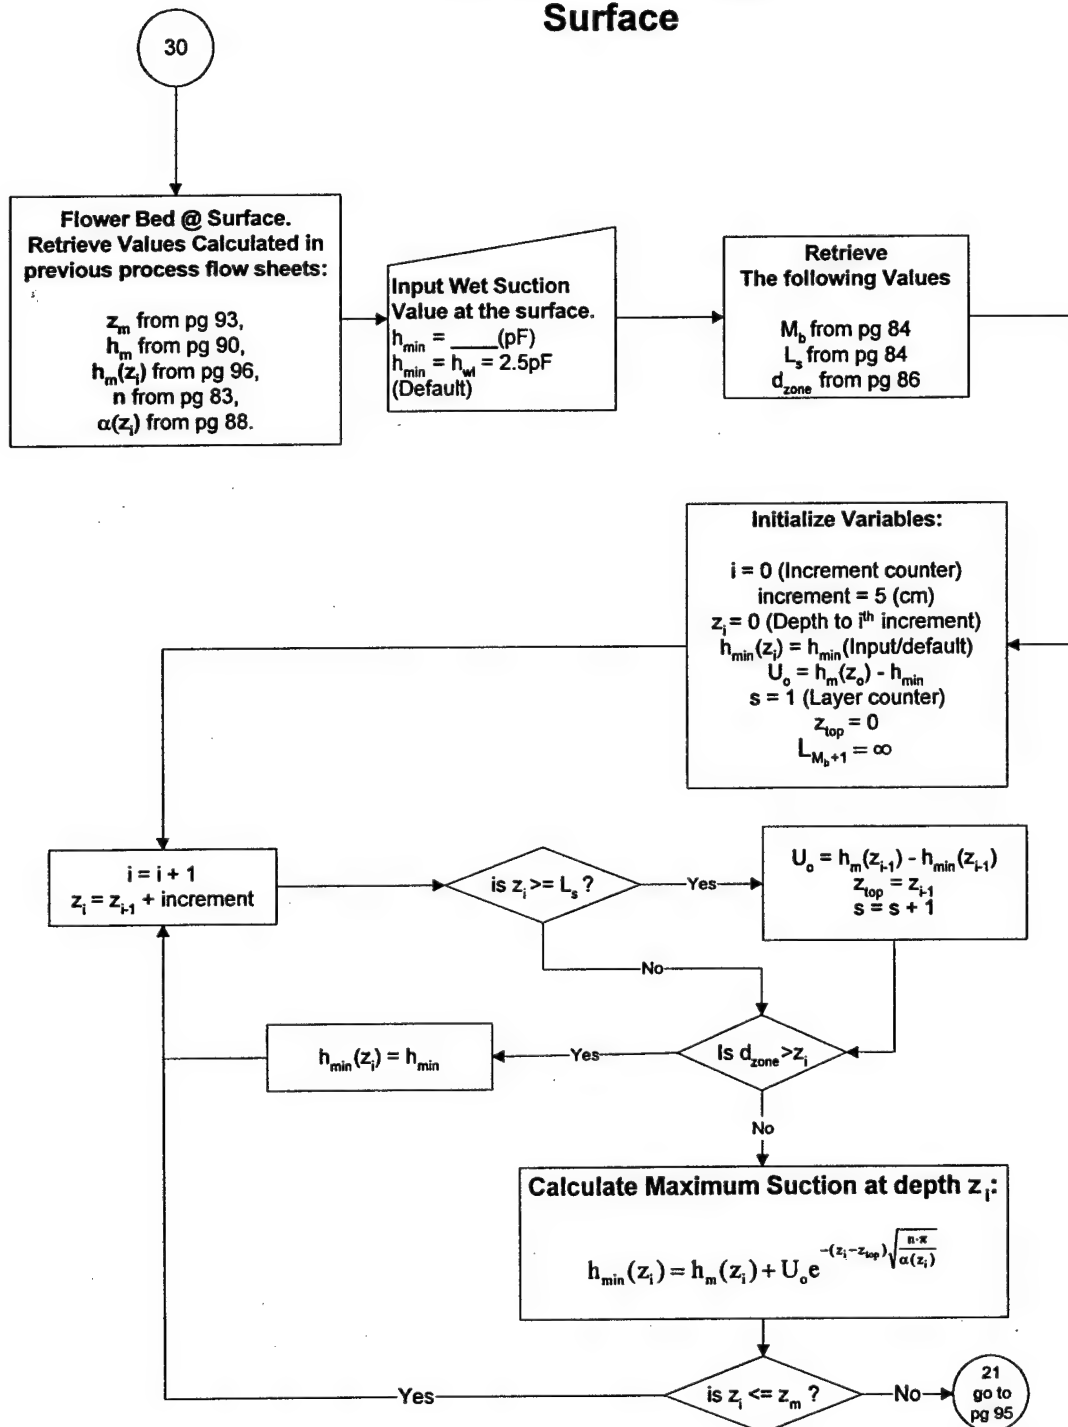 Surface
30
Flower Bed @ Surface.
Retrieve Values Calculated in
previous process flow sheets:
z_m from pg 93,
h_m from pg 90,
h_m(z_i) from pg 96,
n from pg 83,
α(z_i) from pg 88.
Input Wet Suction
Value at the surface.
h_min = ____(pF)
h_min = h_wl = 2.5pF
(Default)
Retrieve
The following Values
M_b from pg 84
L_s from pg 84
d_zone from pg 86
Initialize Variables:
i = 0 (Increment counter)
increment = 5 (cm)
z_i = 0 (Depth to i^th increment)
h_min(z_i) = h_min(Input/default)
U_o = h_m(z_o) - h_min
s = 1 (Layer counter)
z_top = 0
L_{M_b+1} = ∞
i = i + 1
z_i = z_{i-1} + increment
is z_i >= L_s ?
Yes
U_o = h_m(z_{i-1}) - h_min(z_{i-1})
z_top = z_{i-1}
s = s + 1
No
Is d_zone>z_i
Yes
h_min(z_i) = h_min
No
Calculate Maximum Suction at depth z_i:
h_min(z_i) = h_m(z_i) + U_o e^{-(z_i-z_top)√(n·π/α(z_i))}
is z_i <= z_m ?
Yes
No
21
go to
pg 95